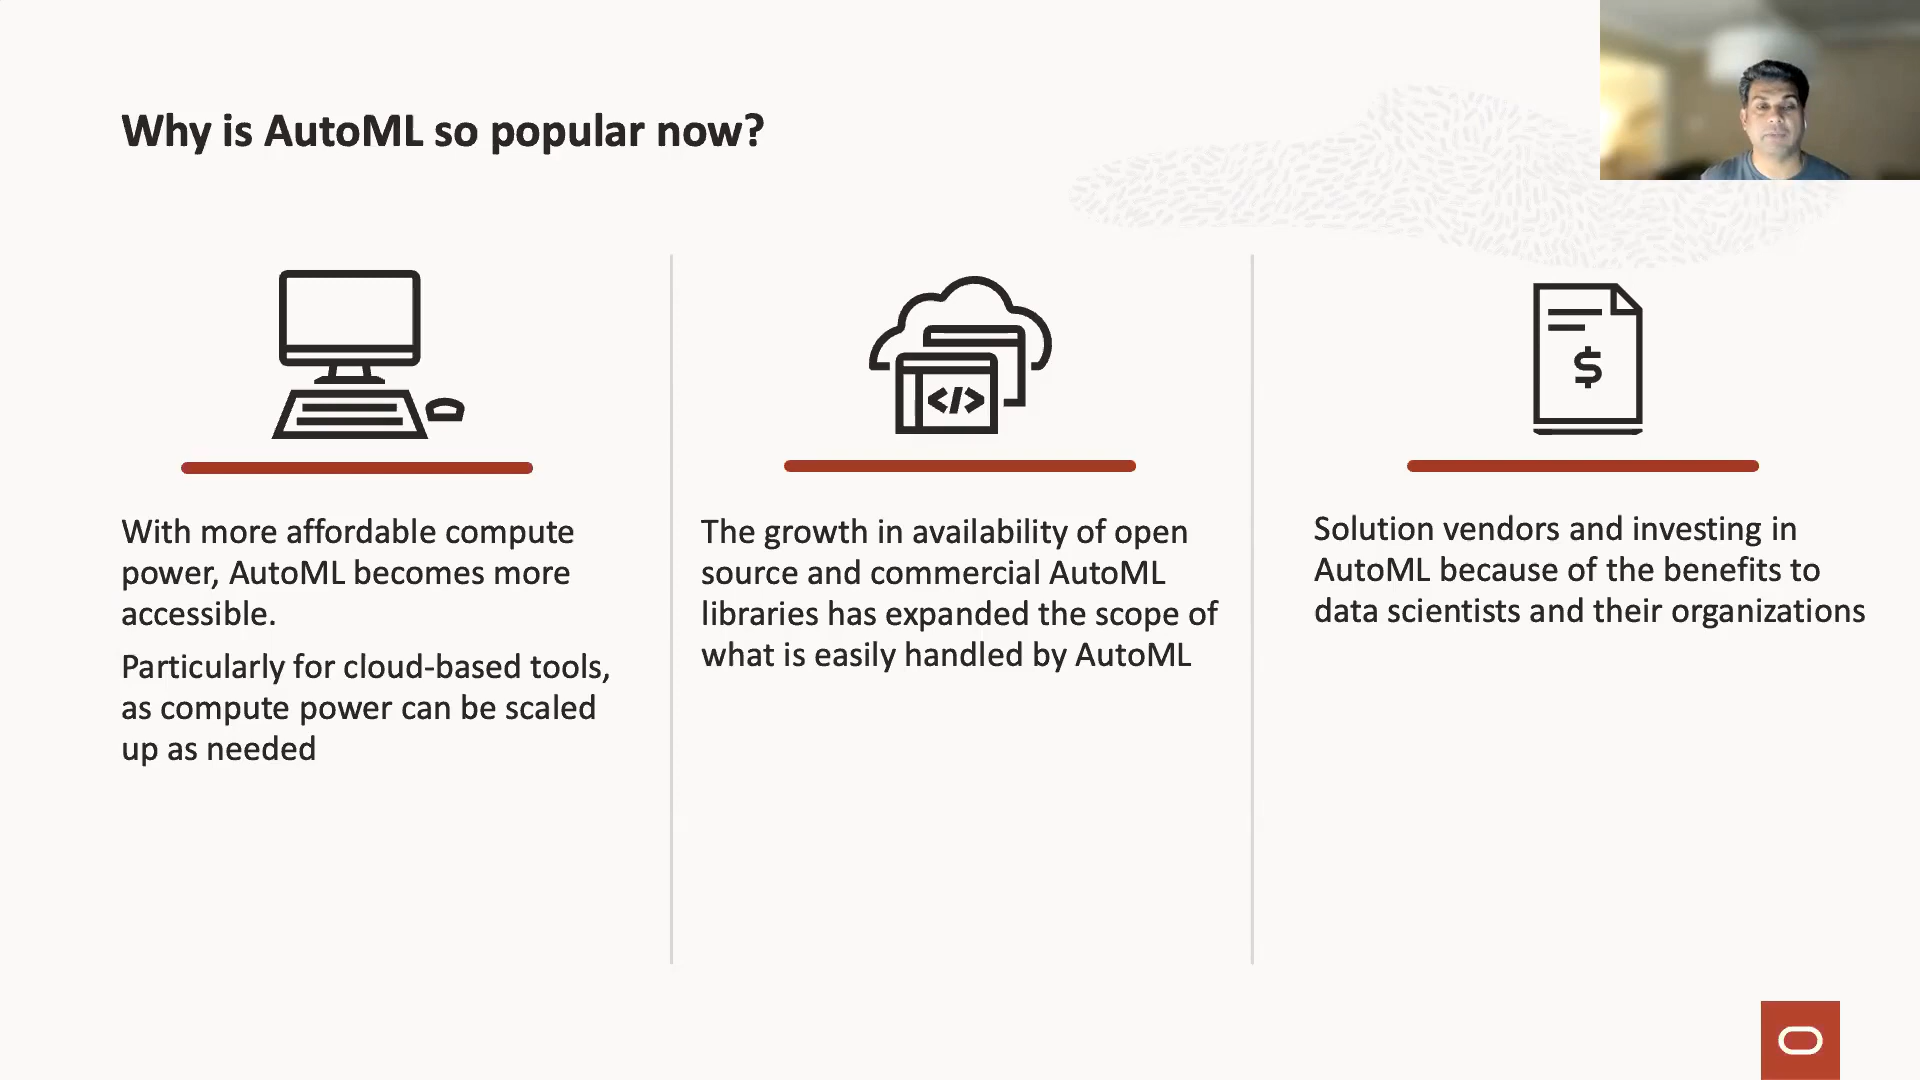 Why is AutoML so popular now?
</>
$
With more affordable compute
power, AutoML becomes more
accessible.
Particularly for cloud-based tools,
as compute power can be scaled
up as needed
The growth in availability of open
source and commercial AutoML
libraries has expanded the scope of
what is easily handled by AutoML
Solution vendors and investing in
AutoML because of the benefits to
data scientists and their organizations